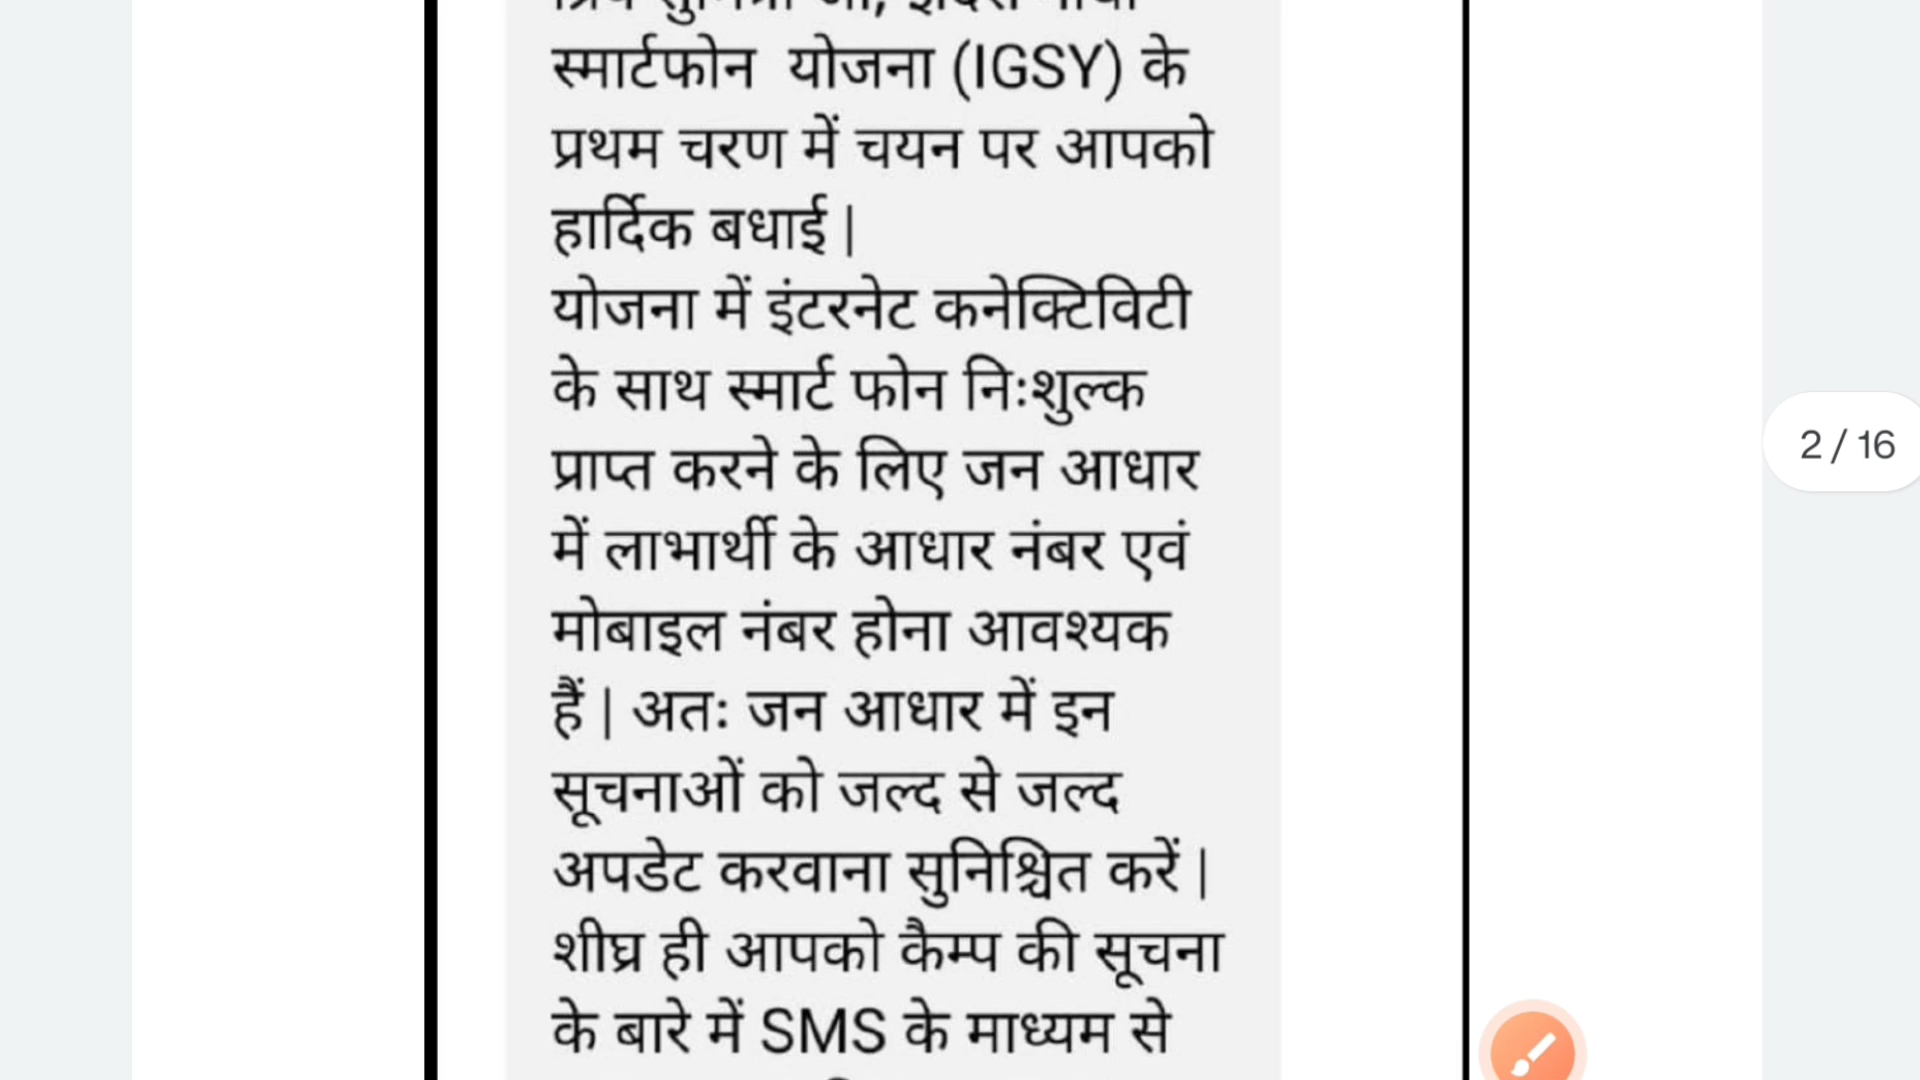 स्मार्टफोन योजना (IGSY) के
प्रथम चरण में चयन पर आपको
हार्दिक बधाई |
योजना में इंटरनेट कनेक्टिविटी
के साथ स्मार्ट फोन निःशुल्क
प्राप्त करने के लिए जन आधार
में लाभार्थी के आधार नंबर एवं
मोबाइल नंबर होना आवश्यक
हैं | अतः जन आधार में इन
सूचनाओं को जल्द से जल्द
अपडेट करवाना सुनिश्चित करें |
शीघ्र ही आपको कैम्प की सूचना
के बारे में SMS के माध्यम से
2 / 16